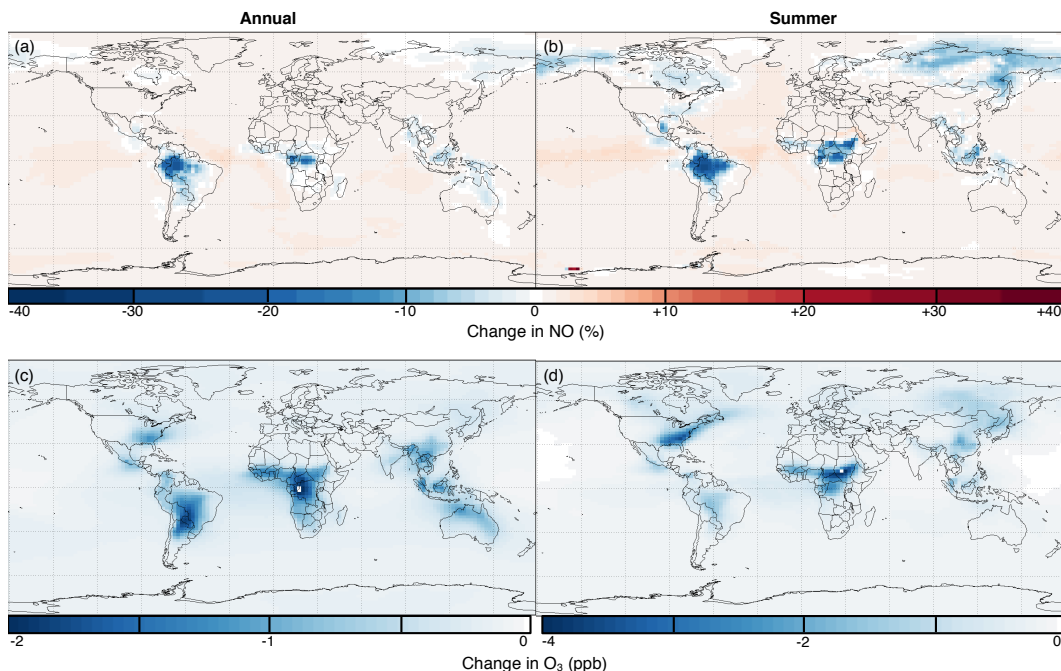 Annual Summer
(a) (b)
-40 -30 -20 -10 0 +10 +20 +30 +40
Change in NO (%)
(c) (d)
-2 -1 0 -4 -2 0
Change in O₃ (ppb)